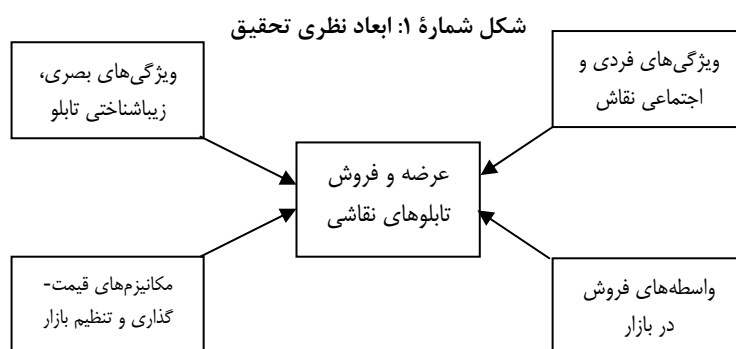 شکل شمارۀ ۱: ابعاد نظری تحقیق
ویژگی‌های فردی و
اجتماعی نقاش
ویژگی‌های بصری،
زیباشناختی تابلو
عرضه و فروش
تابلوهای نقاشی
واسطه‌های فروش
در بازار
مکانیزم‌های قیمت-
گذاری و تنظیم بازار